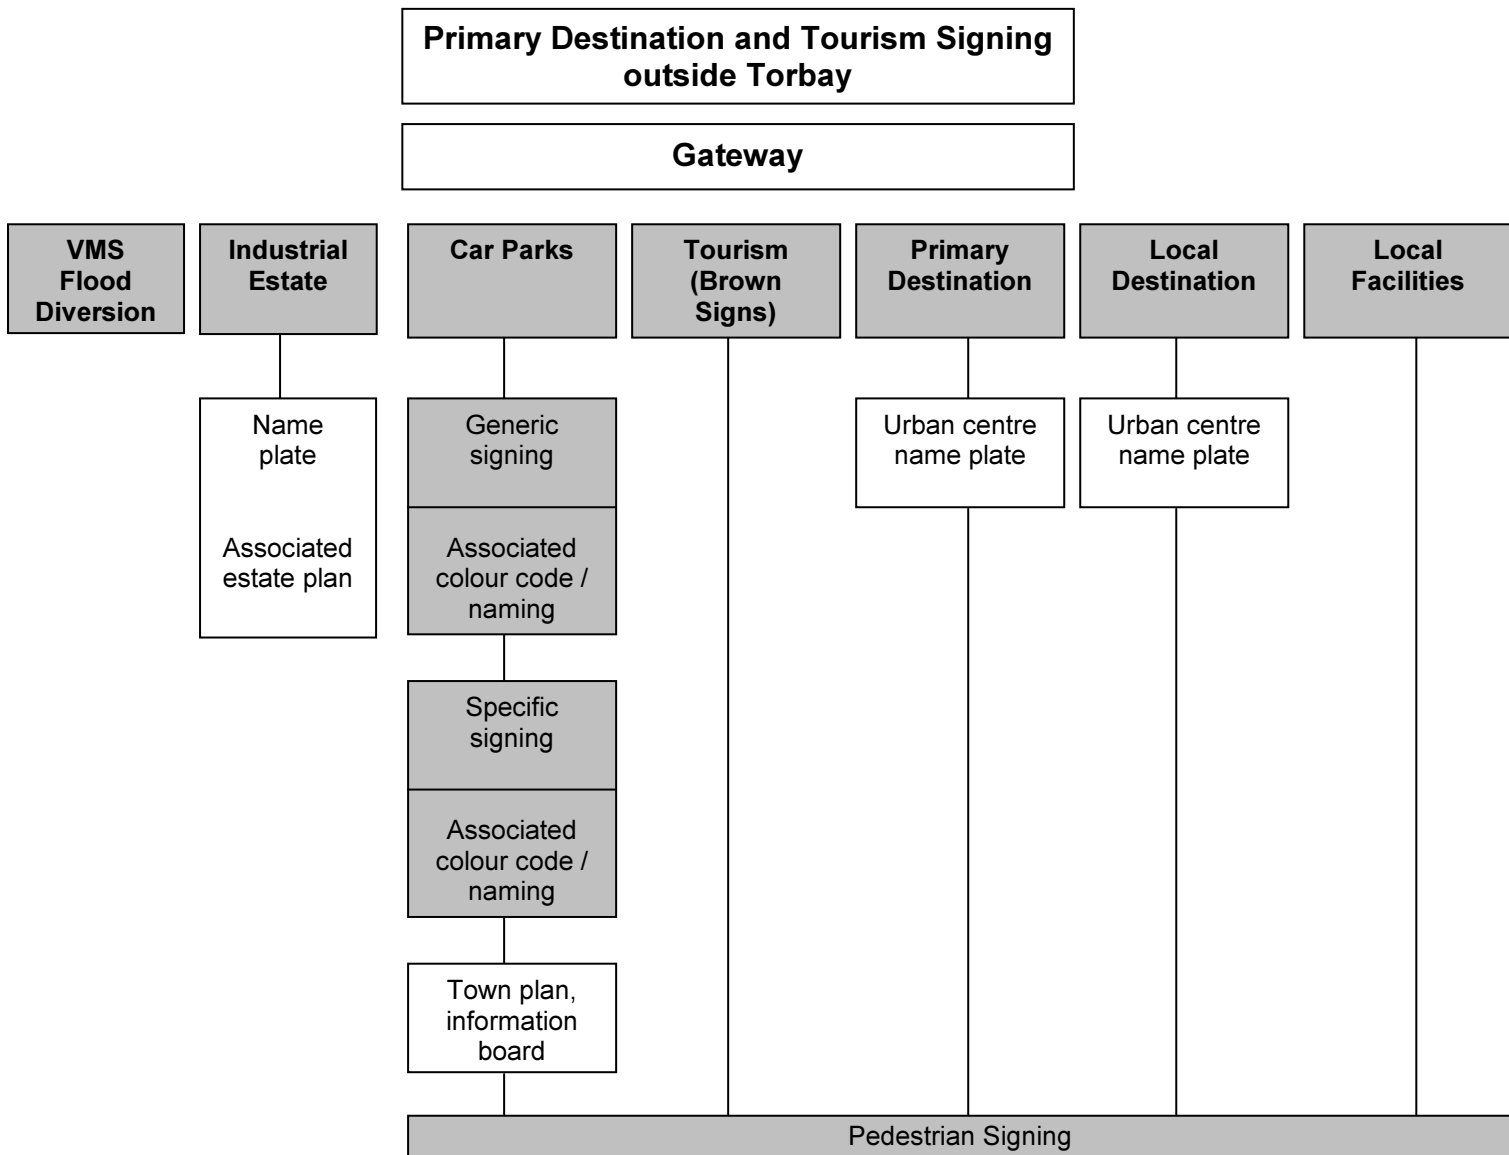 Primary Destination and Tourism Signing
outside Torbay
Gateway
VMS
Flood
Diversion
Industrial
Estate
Car Parks
Tourism
(Brown
Signs)
Primary
Destination
Local
Destination
Local
Facilities
Name
plate
Associated
estate plan
Generic
signing
Associated
colour code /
naming
Specific
signing
Associated
colour code /
naming
Town plan,
information
board
Urban centre
name plate
Urban centre
name plate
Pedestrian Signing